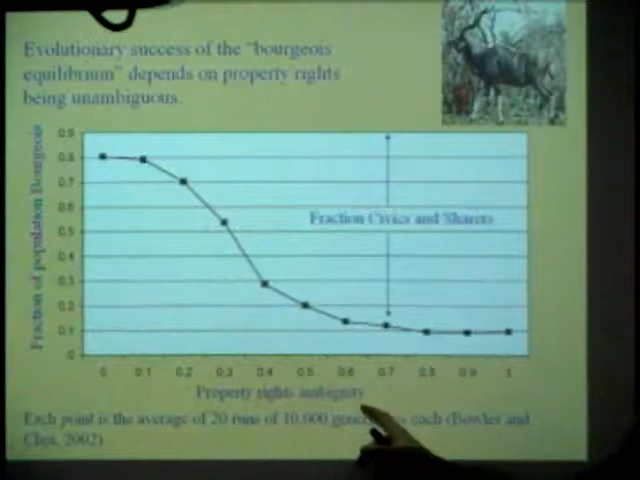 Evolutionary success of the "bourgeois
equilibrium" depends on property rights
being unambiguous.
Fraction of population Bourgeois
0.9
0.8
0.7
0.6
0.5
0.4
0.3
0.2
0.1
0
Fraction Civics and Sharers
0 0.1 0.2 0.3 0.4 0.5 0.6 0.7 0.8 0.9 1
Property rights ambiguity
Each point is the average of 20 runs of 10,000 each (Bowles and
Choi, 2002)